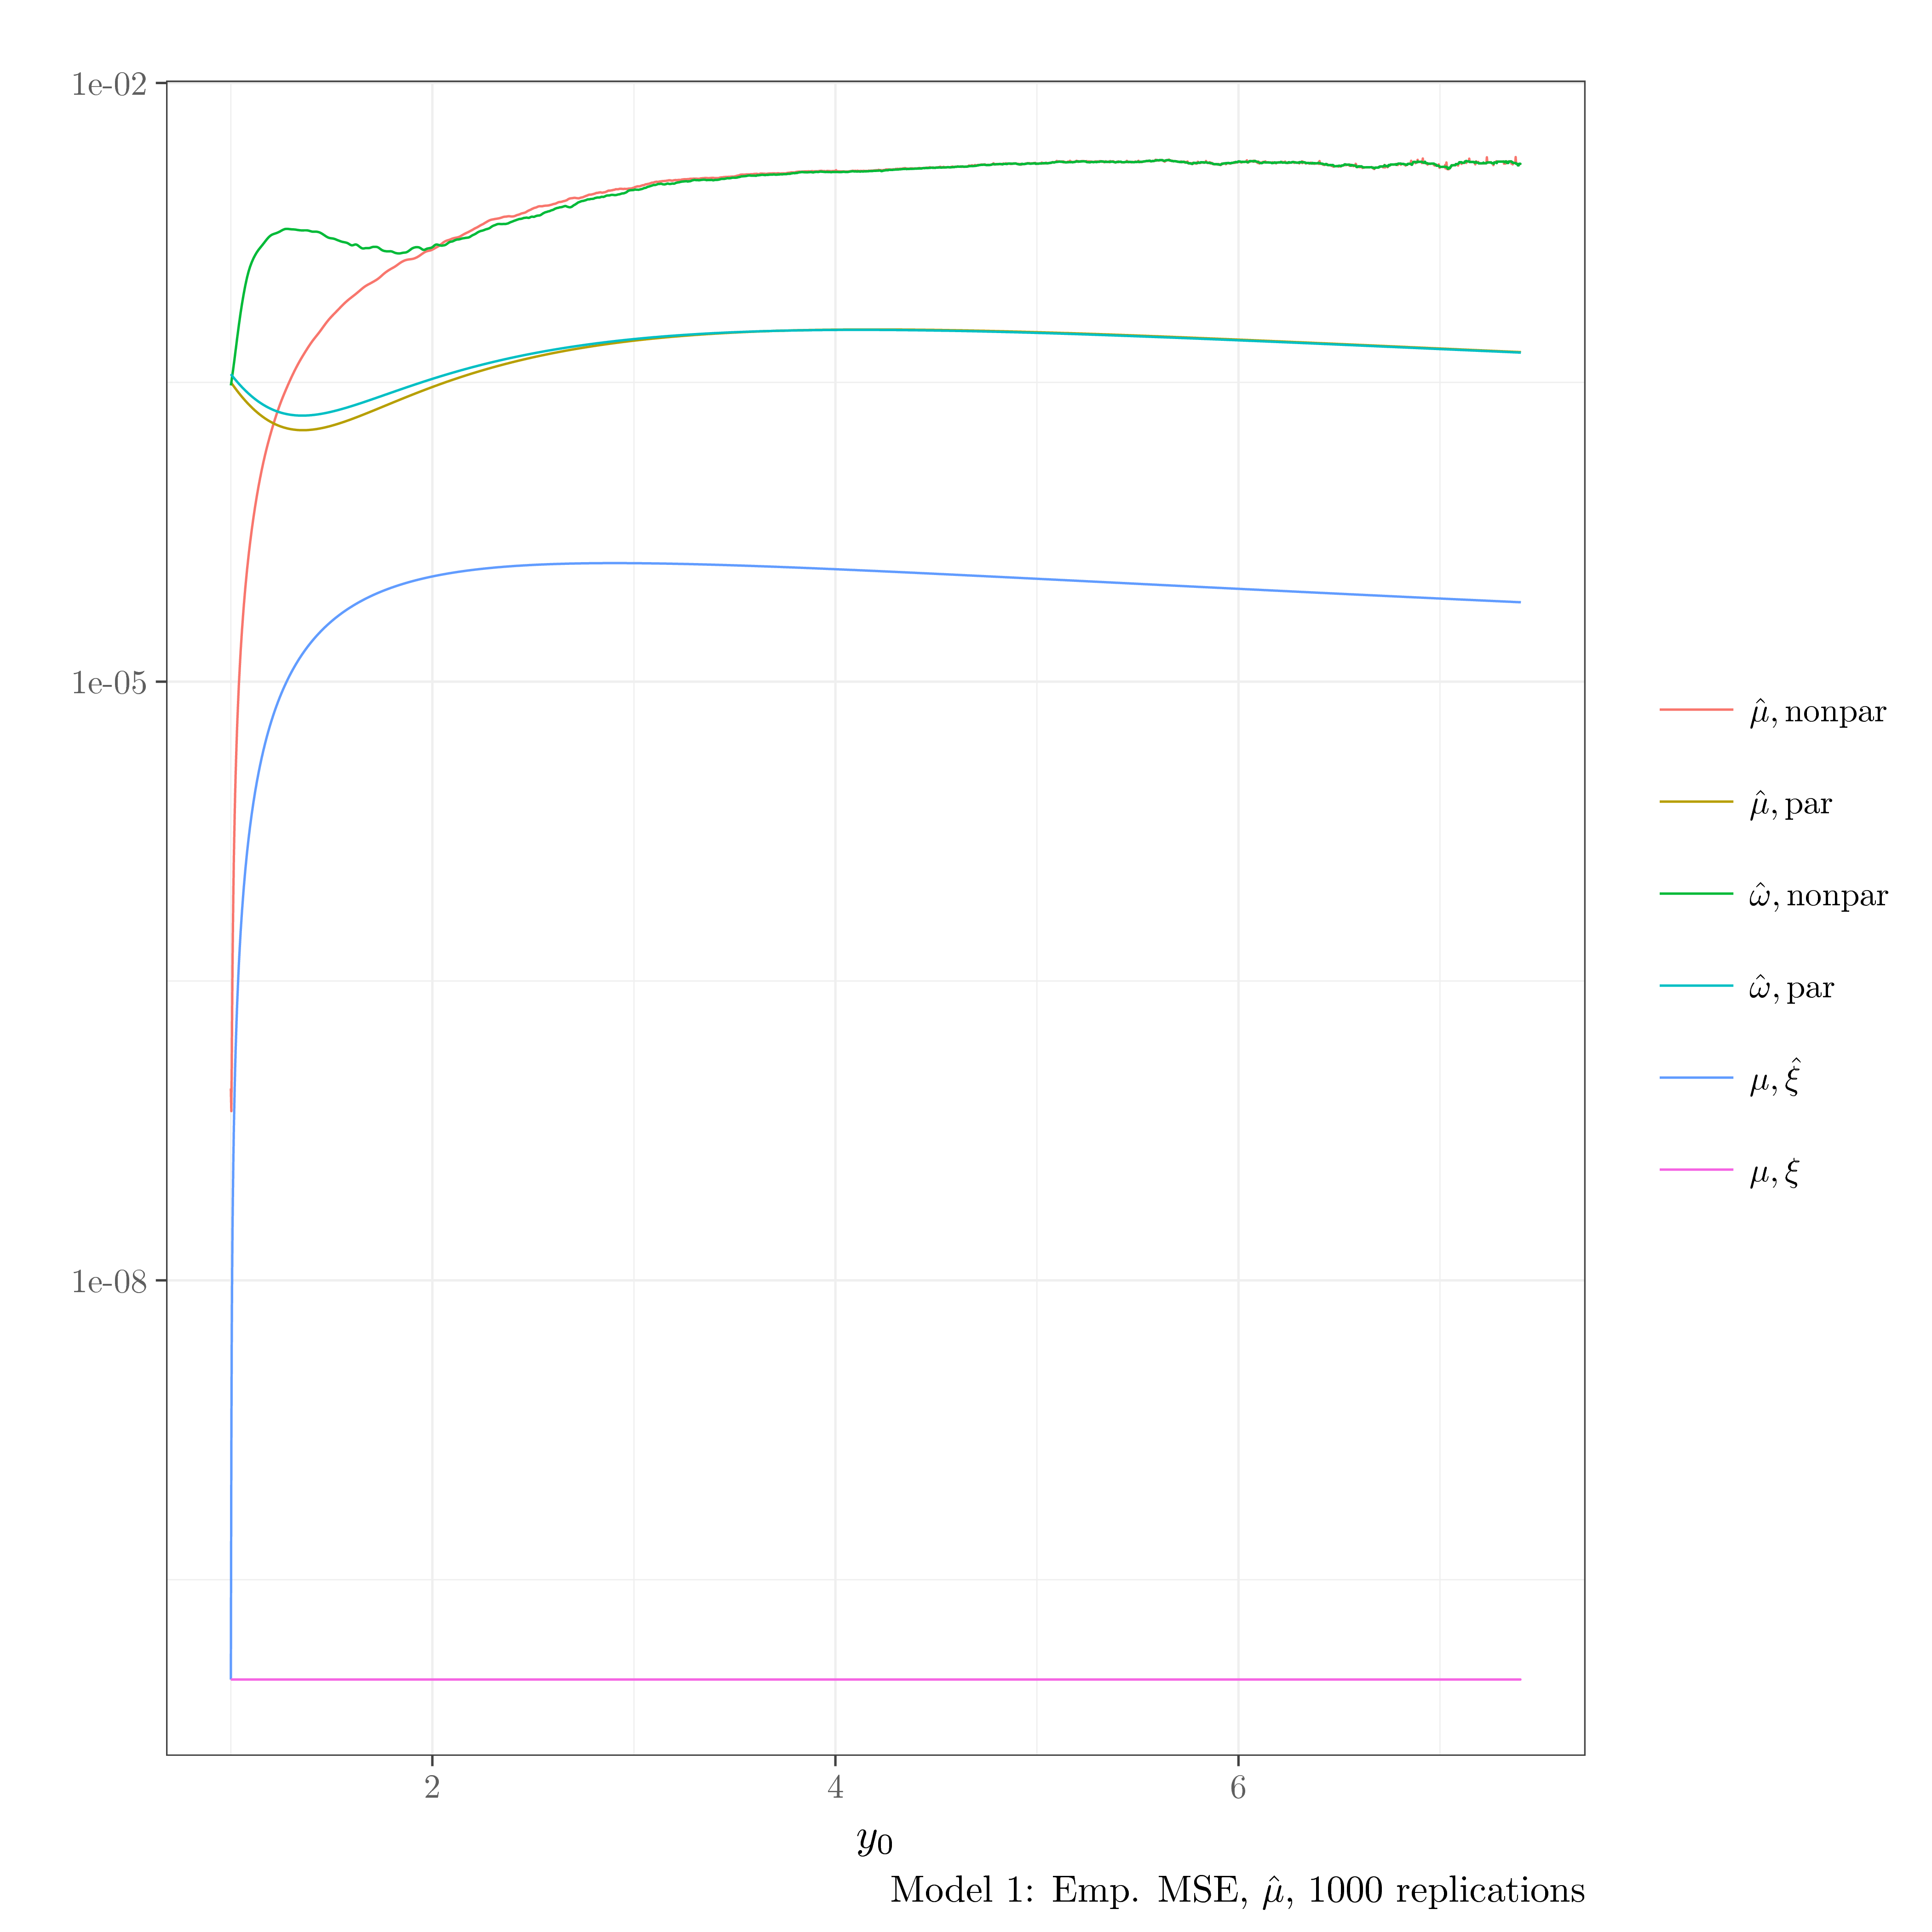 1e-02
1e-05
1e-08
2 4 6
y₀
μ̂, nonpar
μ̂, par
ω̂, nonpar
ω̂, par
μ, ξ̂
μ, ξ
Model 1: Emp. MSE, μ̂, 1000 replications